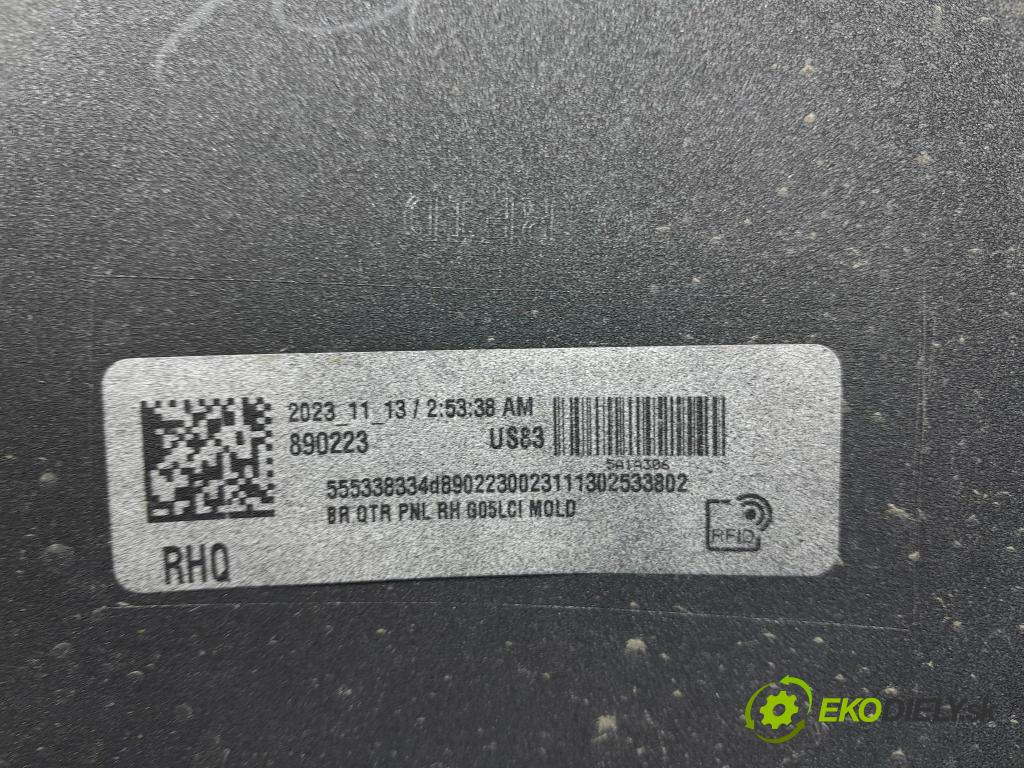 RFID
2023_11_13 / 2:53:38 AM
890223 US83
5A1A306
555338334d8902230023111302533802
BR QTR PNL RH G05LCI MOLD
RFID
RHQ
EKODIELY.SK